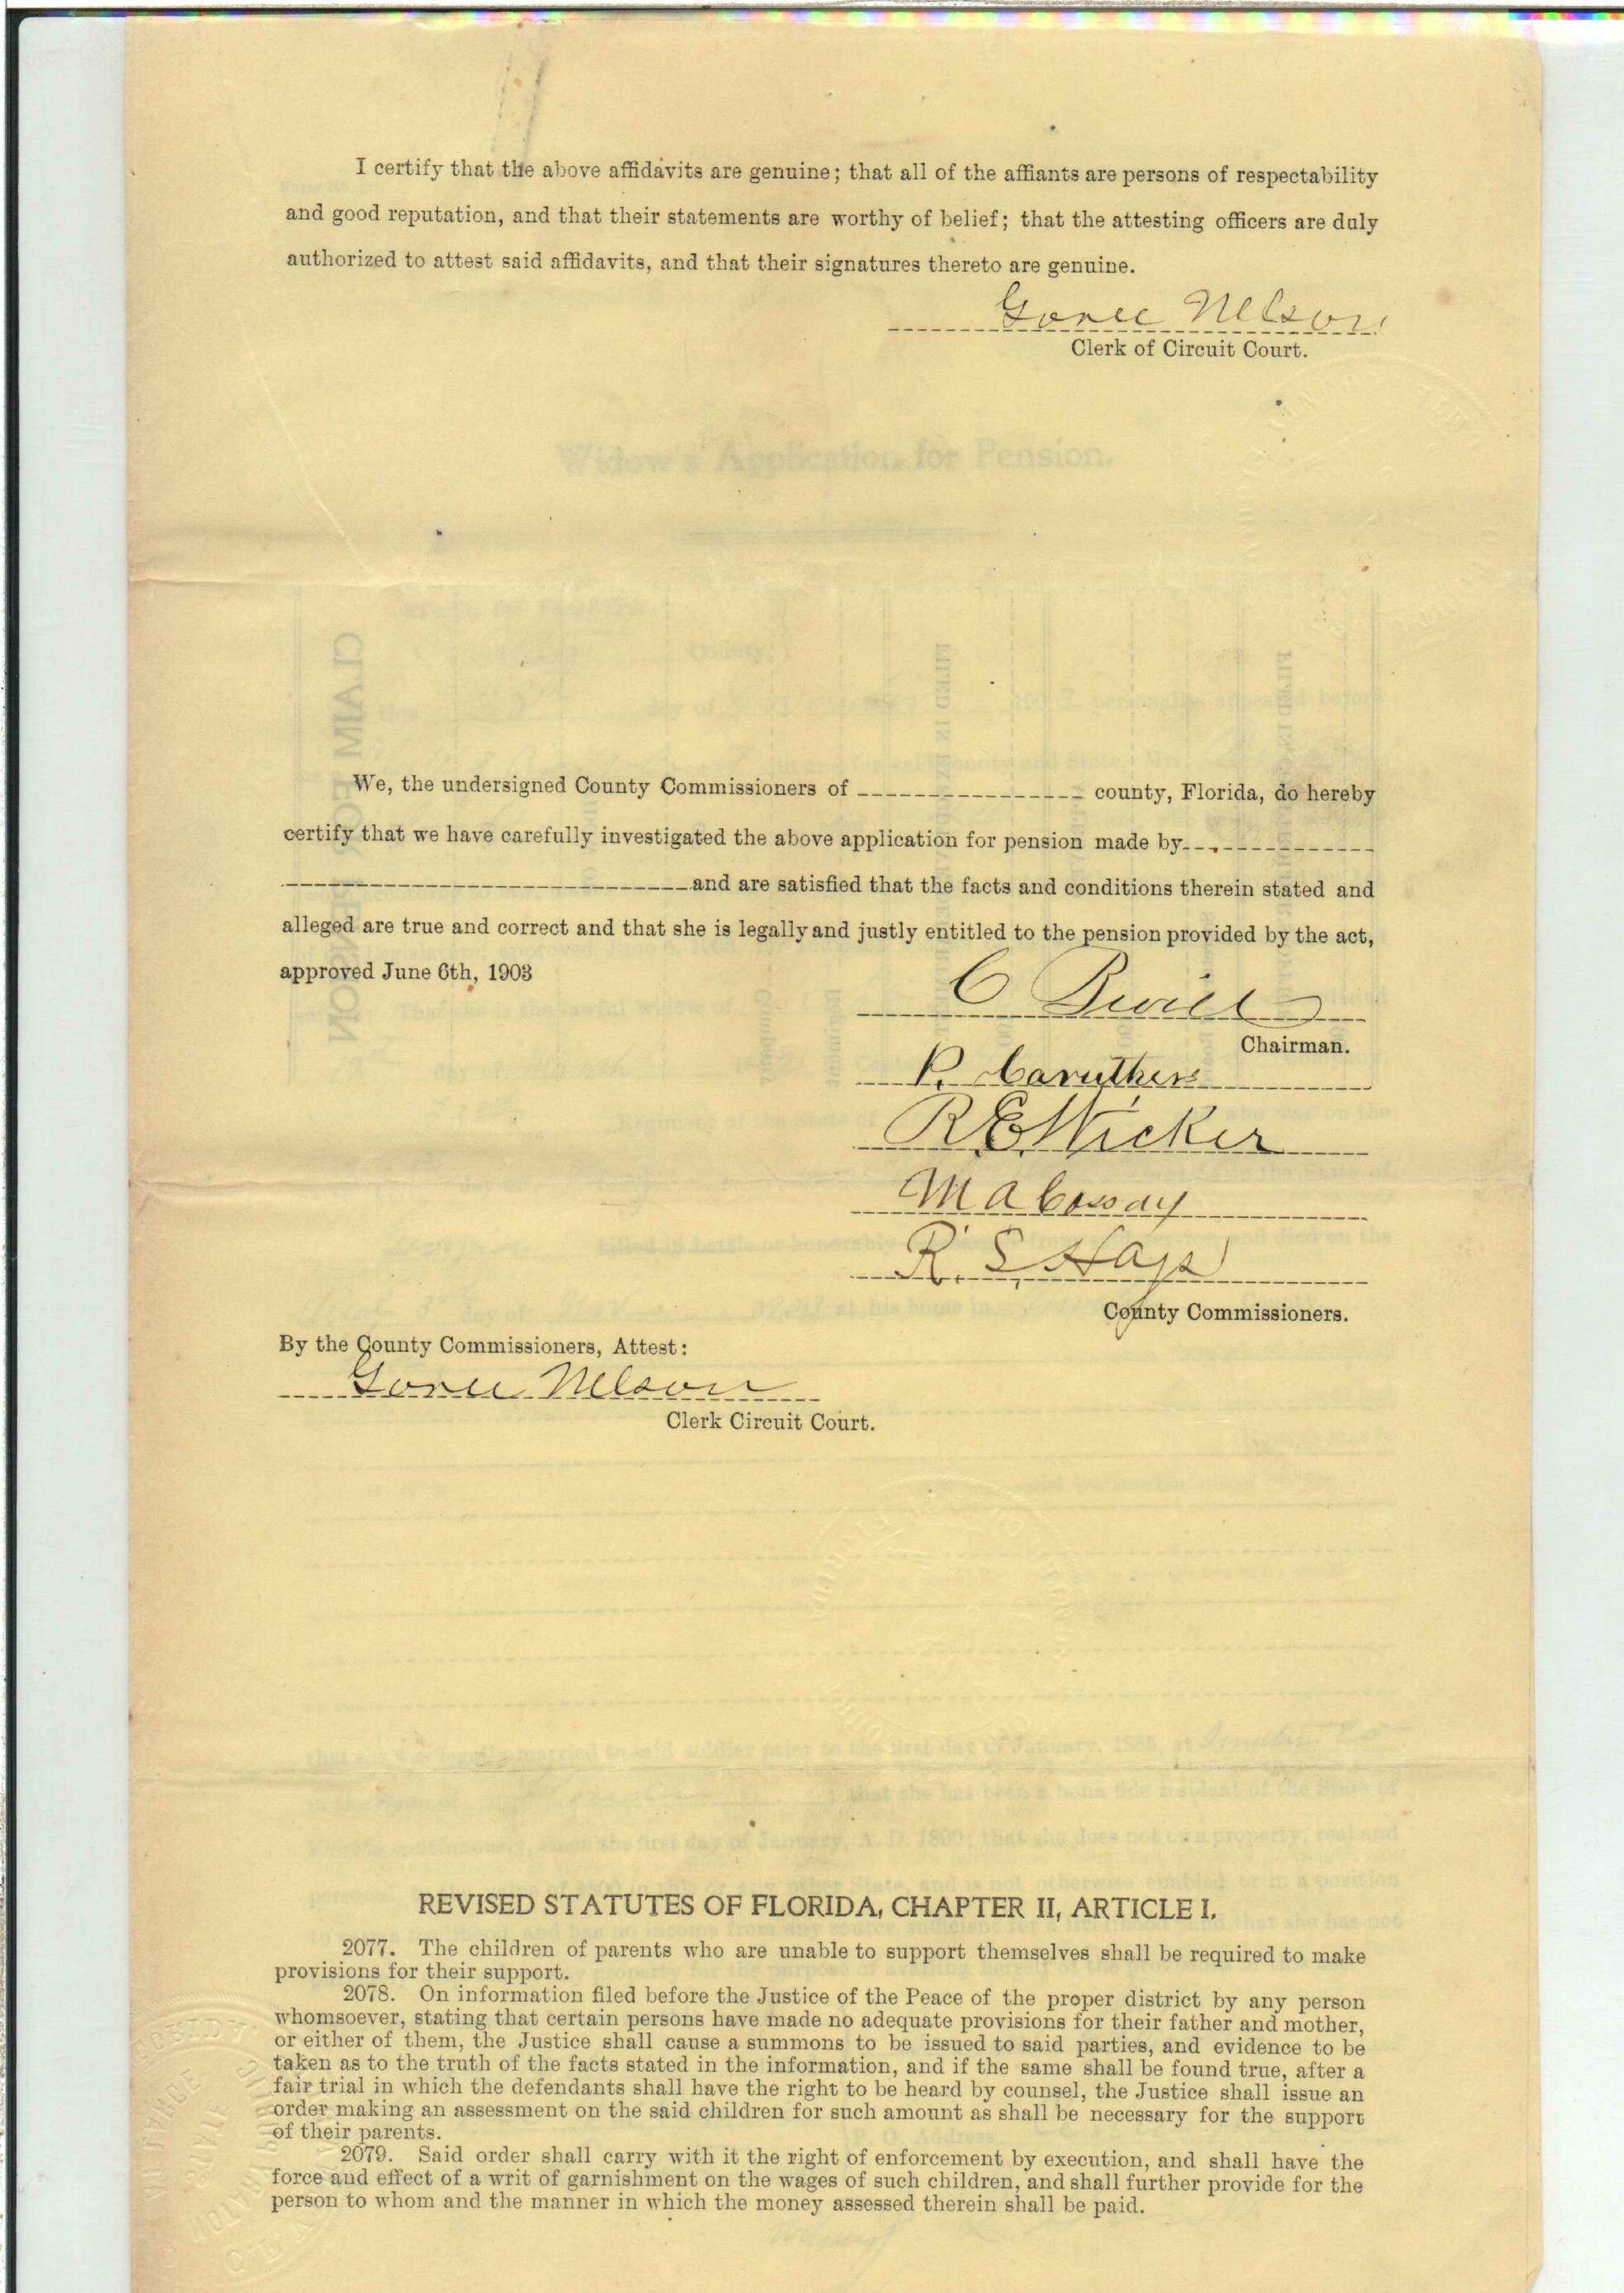 I certify that the above affidavits are genuine; that all of the affiants are persons of respectability
and good reputation, and that their statements are worthy of belief; that the attesting officers are duly
authorized to attest said affidavits, and that their signatures thereto are genuine.
Goree Nelson
Clerk of Circuit Court.
Widow's Application for Pension.
We, the undersigned County Commissioners of county, Florida, do hereby
certify that we have carefully investigated the above application for pension made by
and are satisfied that the facts and conditions therein stated and
alleged are true and correct and that she is legally and justly entitled to the pension provided by the act,
approved June 6th, 1903
C
Chairman.
P. Caruthers
R E Wicker
M A
R. S Hays
County Commissioners.
By the County Commissioners, Attest:
Goree Nelson
Clerk Circuit Court.
REVISED STATUTES OF FLORIDA, CHAPTER II, ARTICLE I.
2077. The children of parents who are unable to support themselves shall be required to make
provisions for their support.
2078. On information filed before the Justice of the Peace of the proper district by any person
whomsoever, stating that certain persons have made no adequate provisions for their father and mother,
or either of them, the Justice shall cause a summons to be issued to said parties, and evidence to be
taken as to the truth of the facts stated in the information, and if the same shall be found true, after a
fair trial in which the defendants shall have the right to be heard by counsel, the Justice shall issue an
order making an assessment on the said children for such amount as shall be necessary for the support
of their parents.
2079. Said order shall carry with it the right of enforcement by execution, and shall have the
force and effect of a writ of garnishment on the wages of such children, and shall further provide for the
person to whom and the manner in which the money assessed therein shall be paid.